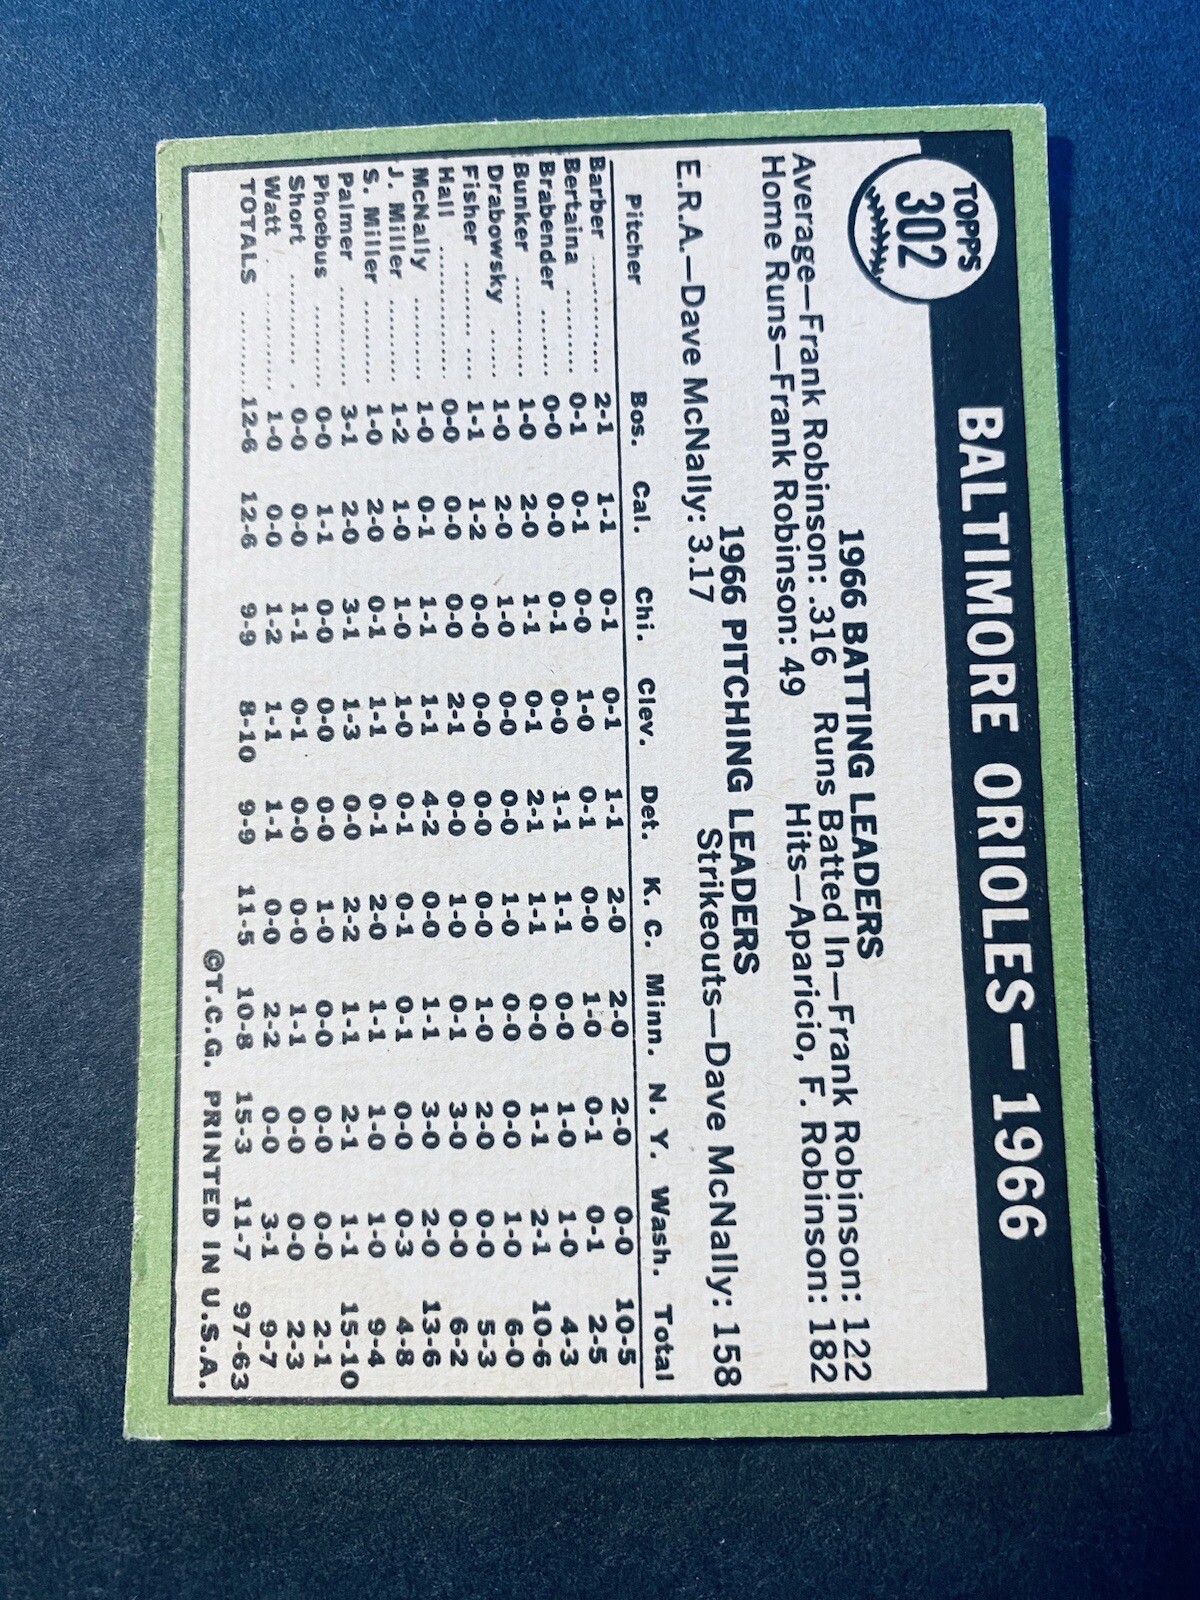 TOPPS
302
BALTIMORE ORIOLES—1966
1966 BATTING LEADERS
Average—Frank Robinson: .316 Runs Batted In—Frank Robinson: 122
Home Runs—Frank Robinson: 49 Hits—Aparicio, F. Robinson: 182
1966 PITCHING LEADERS
E.R.A.—Dave McNally: 3.17 Strikeouts—Dave McNally: 158
Pitcher Bos. Cal. Chi. Clev. Det. K. C. Minn. N. Y. Wash. Total
Barber .......... 2-1 1-1 0-1 0-1 1-1 2-0 2-0 2-0 0-0 10-5
Bertaina ........ 0-1 0-1 0-0 1-0 0-1 0-0 1-0 0-1 0-1 2-5
Brabender ...... 0-0 0-0 0-1 0-0 1-1 1-1 0-0 1-0 1-0 4-3
Bunker .......... 1-0 2-0 1-1 0-1 2-1 1-1 0-0 1-1 2-1 10-6
Drabowsky ..... 1-0 2-0 1-0 0-0 0-0 1-0 0-0 0-0 1-0 6-0
Fisher .......... 1-1 1-2 0-0 0-0 0-0 0-0 1-0 2-0 0-0 5-3
Hall ............. 0-0 0-0 0-0 2-1 0-0 1-0 0-1 3-0 0-0 6-2
McNally ........ 1-0 0-1 1-1 1-1 4-2 0-0 1-1 3-0 2-0 13-6
J. Miller ........ 1-2 1-0 1-0 1-0 0-1 0-1 0-1 0-0 0-3 4-8
S. Miller ........ 1-0 2-0 0-1 1-1 0-1 2-0 1-1 1-0 1-0 9-4
Palmer .......... 3-1 2-0 3-1 1-3 0-0 2-2 1-1 2-1 1-1 15-10
Phoebus ........ 0-0 1-1 0-0 0-0 0-0 1-0 0-0 0-0 0-0 2-1
Short ........... 0-0 0-0 1-1 0-1 0-0 0-0 1-1 0-0 0-0 2-3
Watt ............ 1-0 0-0 1-2 1-1 1-1 0-0 2-2 0-0 3-1 9-7
TOTALS ........ 12-6 12-6 9-9 8-10 9-9 11-5 10-8 15-3 11-7 97-63
©T.C.G. PRINTED IN U.S.A.